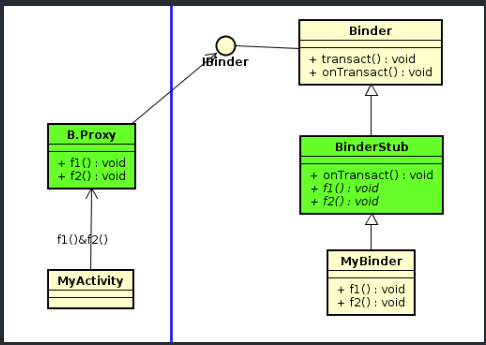 Binder
+ transact() : void
+ onTransact() : void
IBinder
B.Proxy
+ f1() : void
+ f2() : void
BinderStub
+ onTransact() : void
+ f1() : void
+ f2() : void
f1()&f2()
MyActivity
MyBinder
+ f1() : void
+ f2() : void